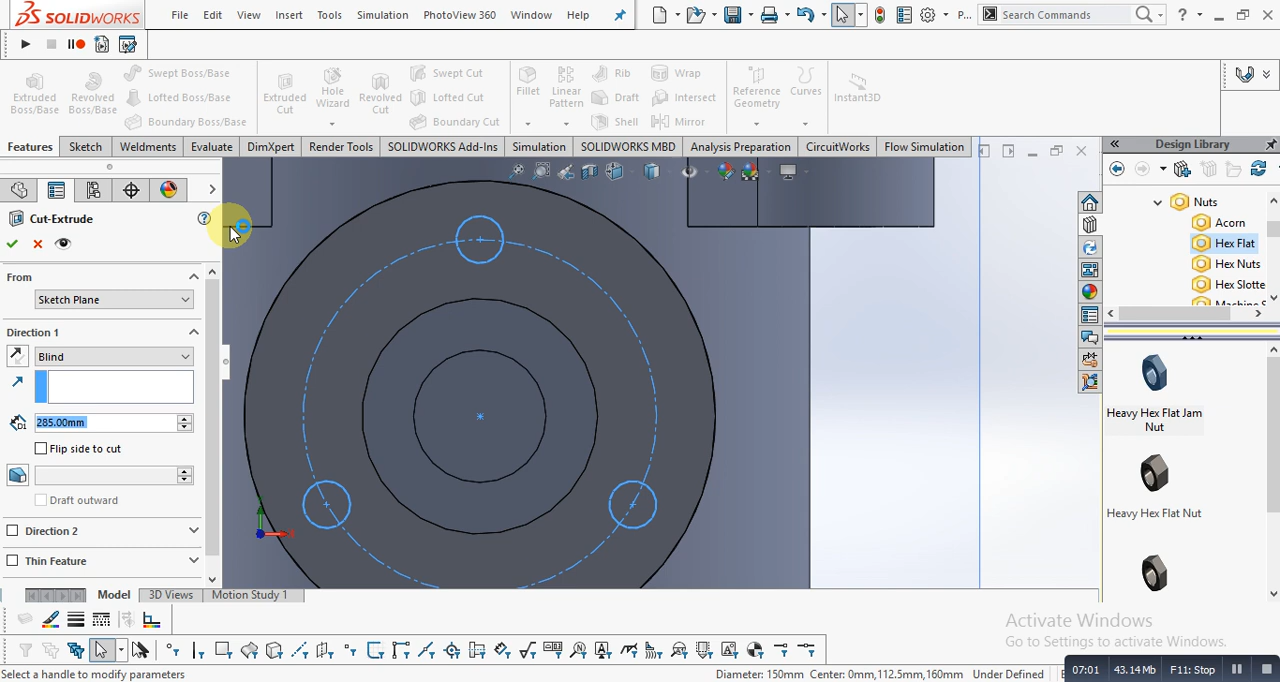 SOLIDWORKS File Edit View Insert Tools Simulation PhotoView 360 Window Help P... Search Commands
Extruded Boss/Base Revolved Boss/Base Swept Boss/Base Lofted Boss/Base Boundary Boss/Base Extruded Cut Hole Wizard Revolved Cut Swept Cut Lofted Cut Boundary Cut Fillet Linear Pattern Rib Draft Shell Wrap Intersect Mirror Reference Geometry Curves Instant3D
Features Sketch Weldments Evaluate DimXpert Render Tools SOLIDWORKS Add-Ins Simulation SOLIDWORKS MBD Analysis Preparation CircuitWorks Flow Simulation
Design Library
Nuts
Acorn
Hex Flat
Hex Nuts
Hex Slotte
Heavy Hex Flat Jam
Nut
Heavy Hex Flat Nut
Cut-Extrude
From
Sketch Plane
Direction 1
Blind
285.00mm
Flip side to cut
Draft outward
Direction 2
Thin Feature
Model 3D Views Motion Study 1
Activate Windows
Go to Settings to activate Windows.
Select a handle to modify parameters
Diameter: 150mm Center: 0mm,112.5mm,160mm Under Defined
07:01 43.14 Mb F11: Stop